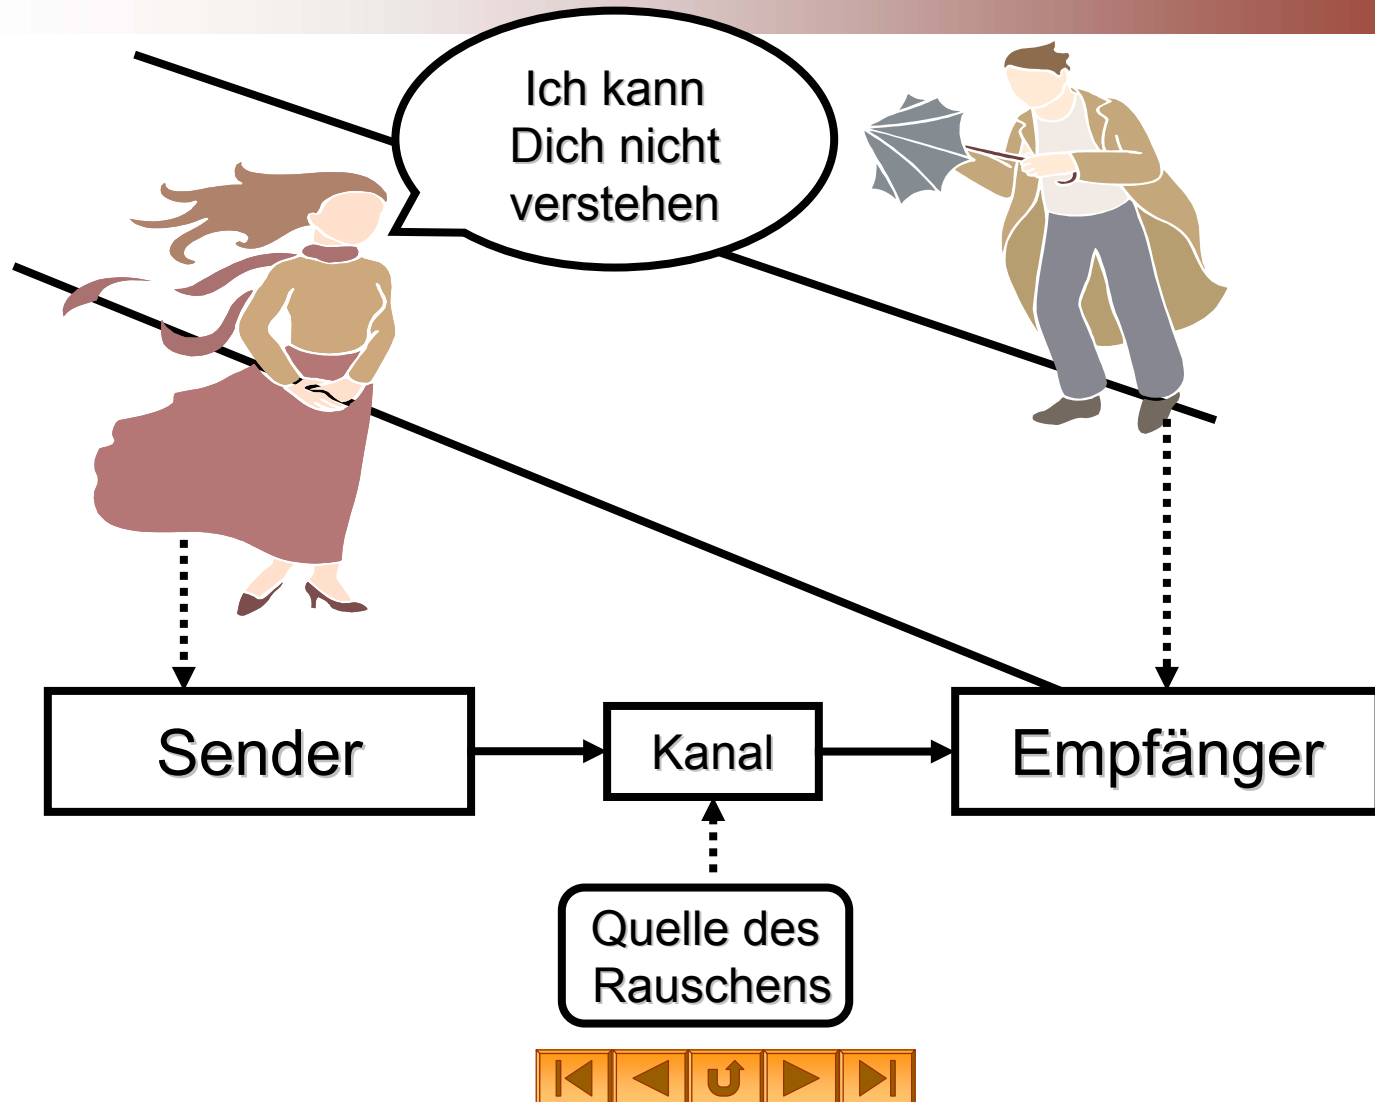 Ich kann
Dich nicht
verstehen
Sender
Kanal
Empfänger
Quelle des
Rauschens